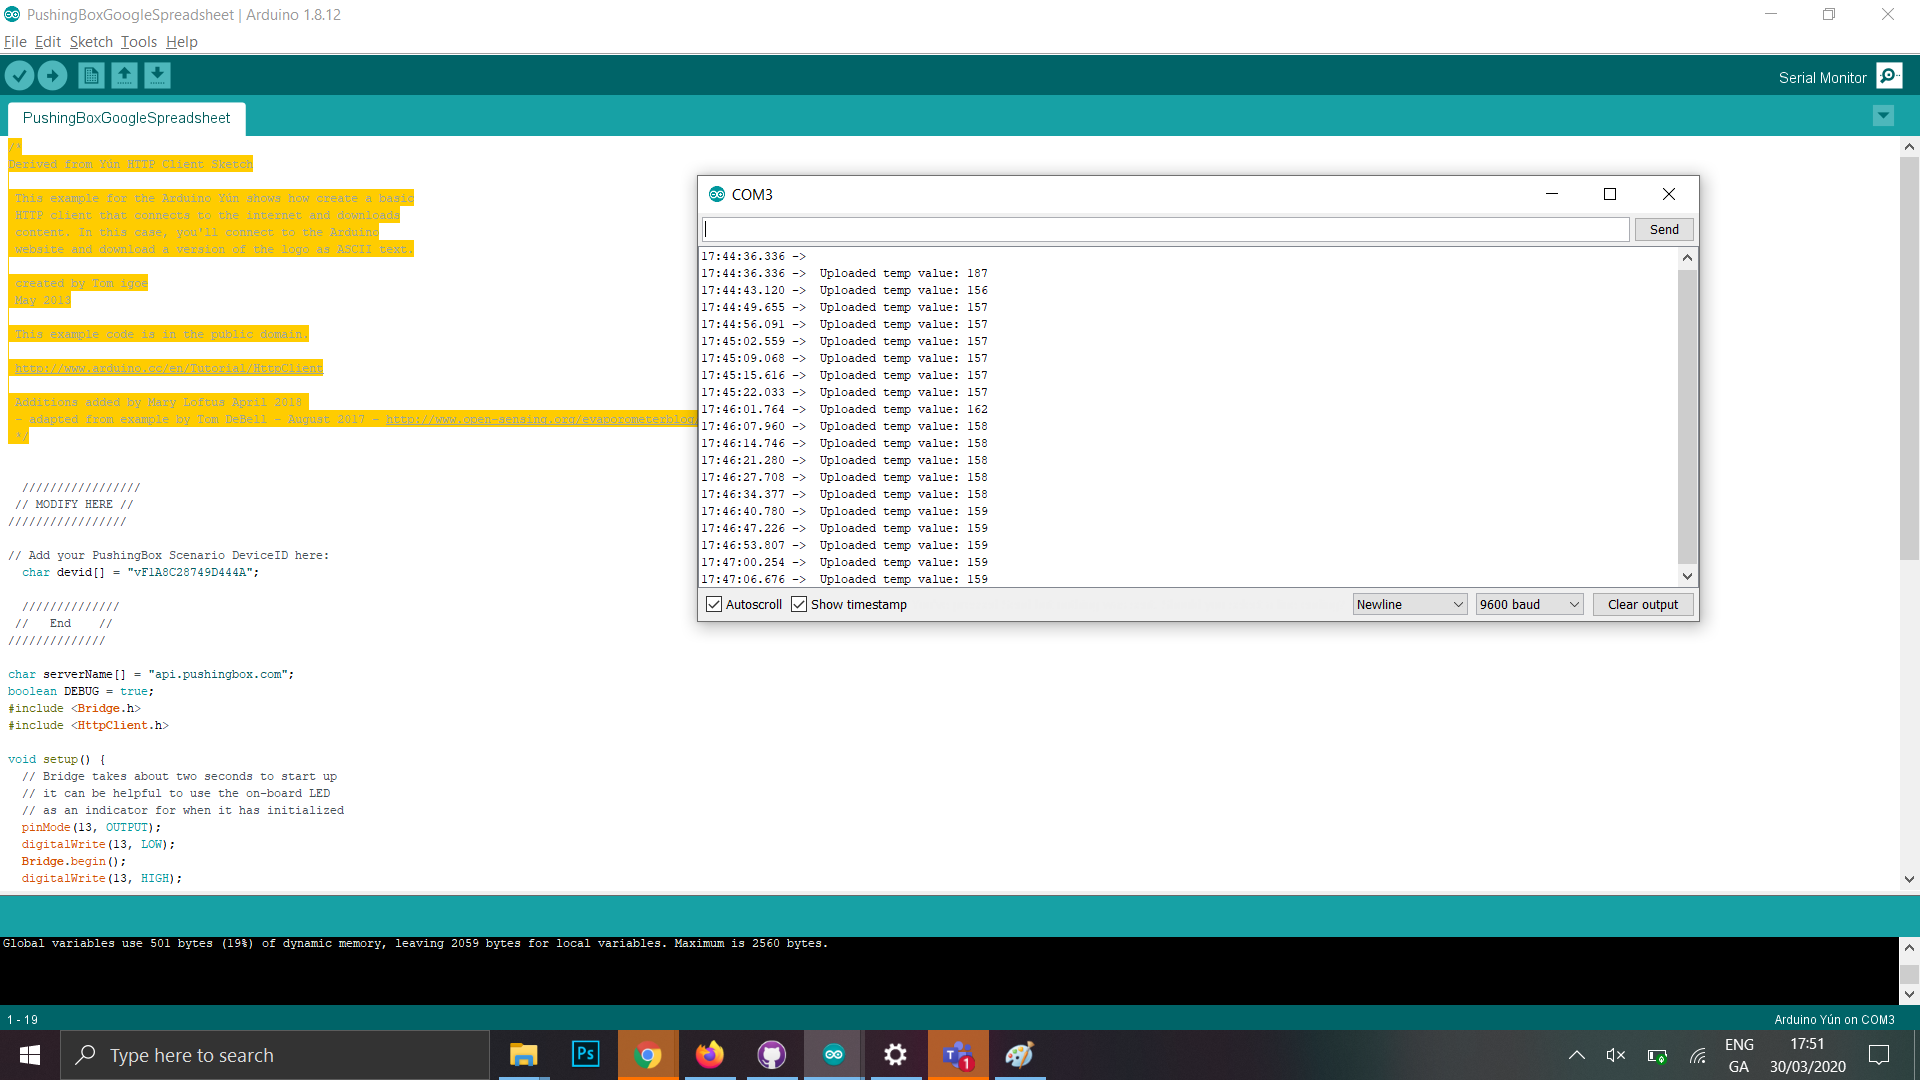 PushingBoxGoogleSpreadsheet | Arduino 1.8.12
File Edit Sketch Tools Help
Serial Monitor
PushingBoxGoogleSpreadsheet
/*
Derived from Yún HTTP Client Sketch
This example for the Arduino Yún shows how create a basic
HTTP client that connects to the internet and downloads
content. In this case, you'll connect to the Arduino
website and download a version of the logo as ASCII text.
created by Tom igoe
May 2013
This example code is in the public domain.
http://www.arduino.cc/en/Tutorial/HttpClient
Additions added by Mary Loftus April 2018
- adapted from example by Tom DeBell - August 2017 - http://www.open-sensing.org/evaporometerblog/
*/
/////////////////
// MODIFY HERE //
/////////////////
// Add your PushingBox Scenario DeviceID here:
char devid[] = "vF1A8C28749D444A";
//////////////
// End //
//////////////
char serverName[] = "api.pushingbox.com";
boolean DEBUG = true;
#include <Bridge.h>
#include <HttpClient.h>
void setup() {
// Bridge takes about two seconds to start up
// it can be helpful to use the on-board LED
// as an indicator for when it has initialized
pinMode(13, OUTPUT);
digitalWrite(13, LOW);
Bridge.begin();
digitalWrite(13, HIGH);
COM3
Send
17:44:36.336 ->
17:44:36.336 -> Uploaded temp value: 187
17:44:43.120 -> Uploaded temp value: 156
17:44:49.655 -> Uploaded temp value: 157
17:44:56.091 -> Uploaded temp value: 157
17:45:02.559 -> Uploaded temp value: 157
17:45:09.068 -> Uploaded temp value: 157
17:45:15.616 -> Uploaded temp value: 157
17:45:22.033 -> Uploaded temp value: 157
17:46:01.764 -> Uploaded temp value: 162
17:46:07.960 -> Uploaded temp value: 158
17:46:14.746 -> Uploaded temp value: 158
17:46:21.280 -> Uploaded temp value: 158
17:46:27.708 -> Uploaded temp value: 158
17:46:34.377 -> Uploaded temp value: 158
17:46:40.780 -> Uploaded temp value: 159
17:46:47.226 -> Uploaded temp value: 159
17:46:53.807 -> Uploaded temp value: 159
17:47:00.254 -> Uploaded temp value: 159
17:47:06.676 -> Uploaded temp value: 159
Autoscroll Show timestamp Newline 9600 baud Clear output
Global variables use 501 bytes (19%) of dynamic memory, leaving 2059 bytes for local variables. Maximum is 2560 bytes.
1 - 19
Arduino Yún on COM3
Type here to search
Ps
T
1
ENG
GA
17:51
30/03/2020